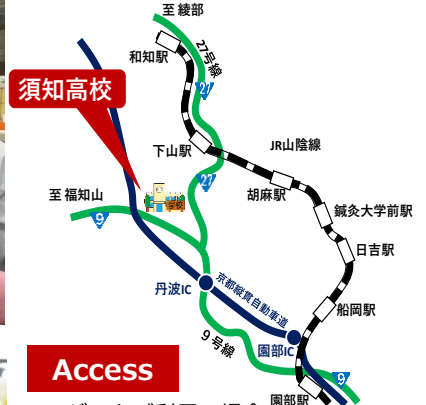 至 綾部
和知駅
27号線
27
須知高校
下山駅
JR山陰線
27
至 福知山
学校
胡麻駅
鍼灸大学前駅
9
日吉駅
丹波IC
京都縦貫自動車道
船岡駅
9号線
園部IC
Access
9
園部駅